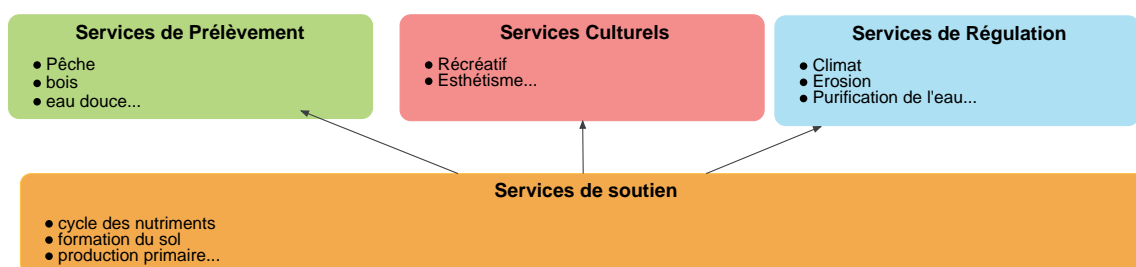 Services de Prélèvement
● Pêche
● bois
● eau douce...
Services Culturels
● Récréatif
● Esthétisme...
Services de Régulation
● Climat
● Erosion
● Purification de l'eau...
Services de soutien
● cycle des nutriments
● formation du sol
● production primaire...